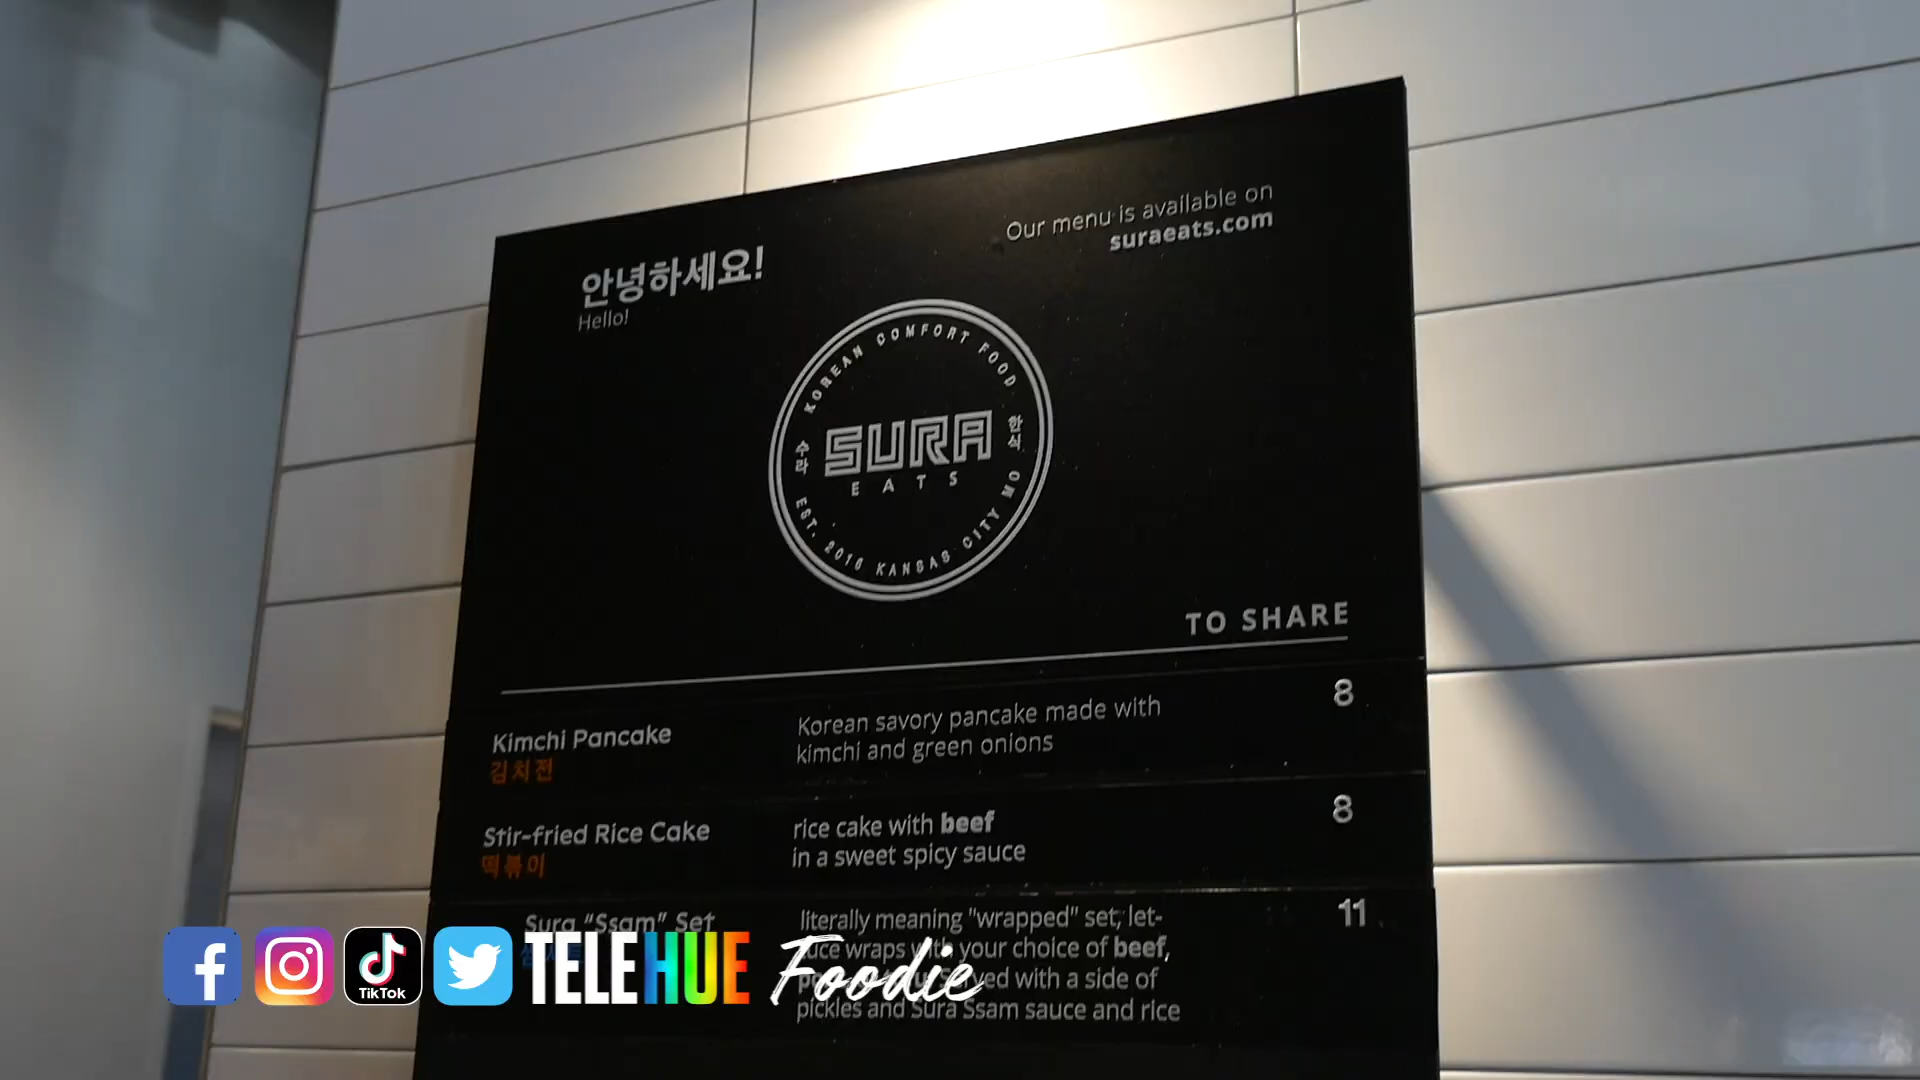 Our menu is available on
suraeats.com
안녕하세요!
Hello!
KOREAN COMFORT FOOD
수라
한식
SURA
EATS
EST. 2016 KANSAS CITY MO
TO SHARE
Kimchi Pancake
김치전
Korean savory pancake made with
kimchi and green onions
8
Stir-fried Rice Cake
떡볶이
rice cake with beef
in a sweet spicy sauce
8
Sura "Ssam" Set
literally meaning "wrapped" set, let-
tuce wraps with your choice of beef,
Served with a side of
pickles and Sura Ssam sauce and rice
11
TikTok
TELEHUE Foodie